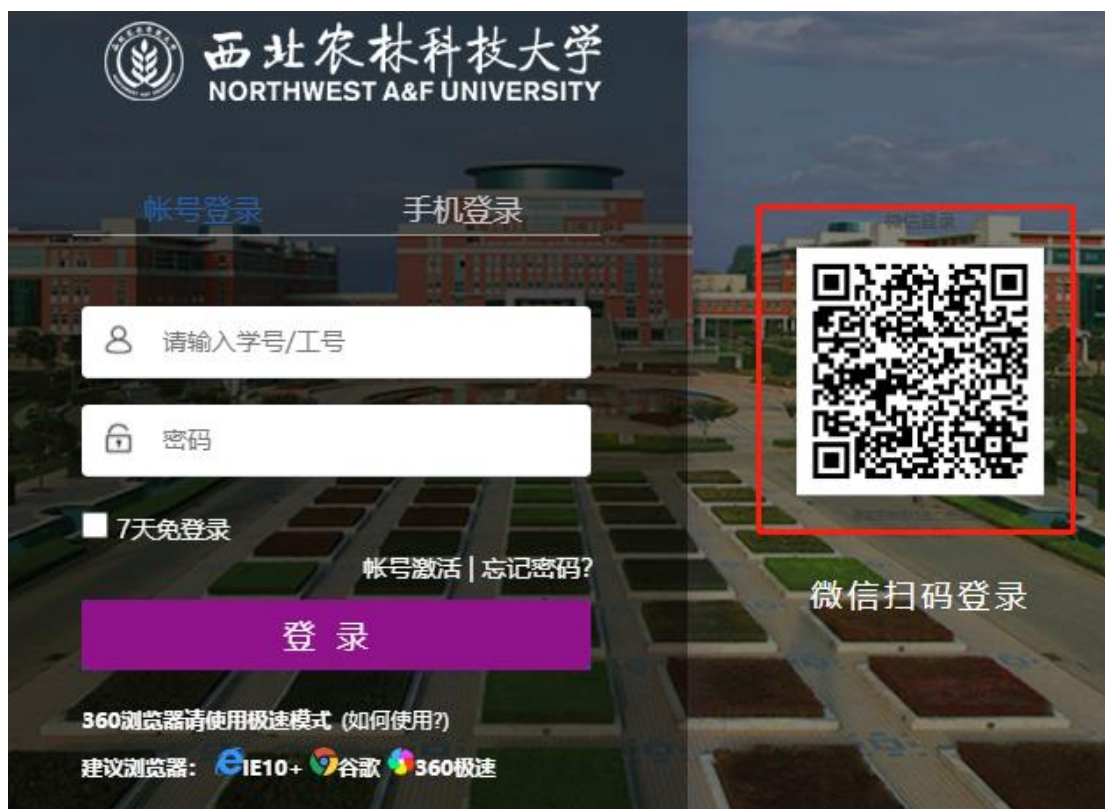 西北农林科技大学
NORTHWEST A&F UNIVERSITY
帐号登录
手机登录
请输入学号/工号
密码
7天免登录
帐号激活 | 忘记密码?
登 录
360浏览器请使用极速模式 (如何使用?)
建议浏览器： IE10+ 谷歌 360极速
微信登录
微信扫码登录